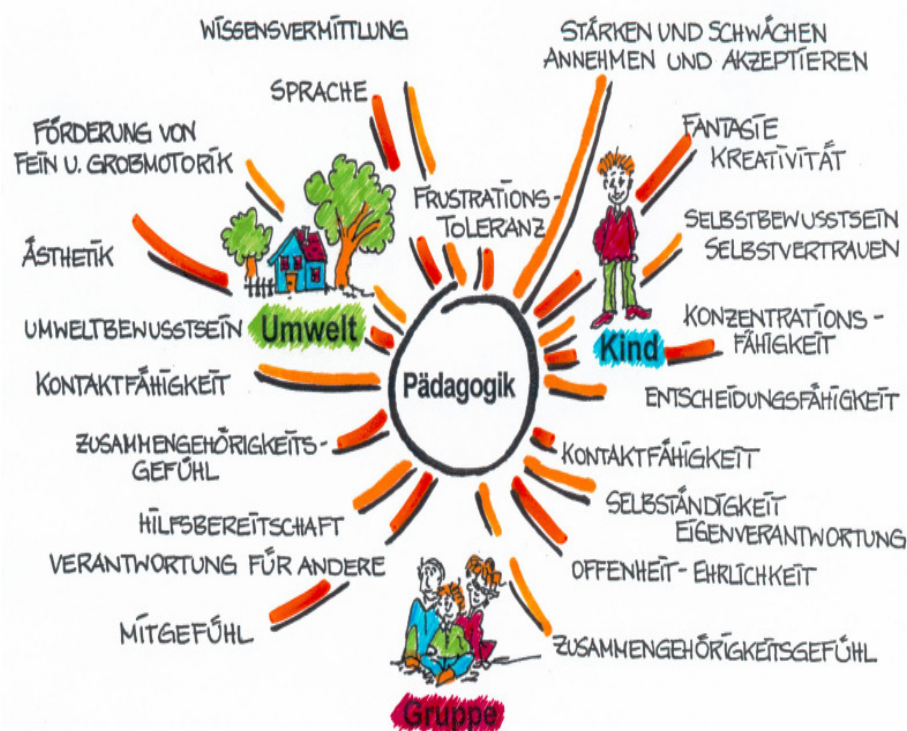 WISSENSVERMITTLUNG
STÄRKEN UND SCHWÄCHEN
ANNEHMEN UND AKZEPTIEREN
SPRACHE
FÖRDERUNG VON
FEIN U. GROßMOTORIK
FANTASIE
KREATIVITÄT
FRUSTRATIONS-
TOLERANZ
SELBSTBEWUSSTSEIN
SELBSTVERTRAUEN
ÄSTHETIK
UMWELTBEWUSSTSEIN
Umwelt
Kind
KONZENTRATIONS-
FÄHIGKEIT
KONTAKTFÄHIGKEIT
Pädagogik
ENTSCHEIDUNGSFÄHIGKEIT
ZUSAMMENGEHÖRIGKEITS-
GEFÜHL
KONTAKTFÄHIGKEIT
SELBSTÄNDIGKEIT
EIGENVERANTWORTUNG
HILFSBEREITSCHAFT
VERANTWORTUNG FÜR ANDERE
OFFENHEIT-EHRLICHKEIT
MITGEFÜHL
ZUSAMMENGEHÖRIGKEITSGEFÜHL
Gruppe